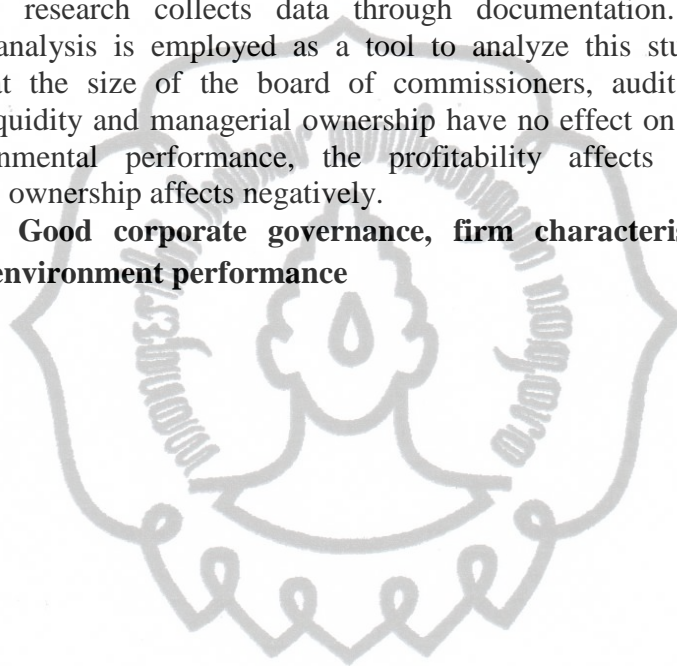 research collects data through documentation.
analysis is employed as a tool to analyze this stu
at the size of the board of commissioners, audit
quidity and managerial ownership have no effect on
nmental performance, the profitability affects
ownership affects negatively.
Good corporate governance, firm characteris
environment performance